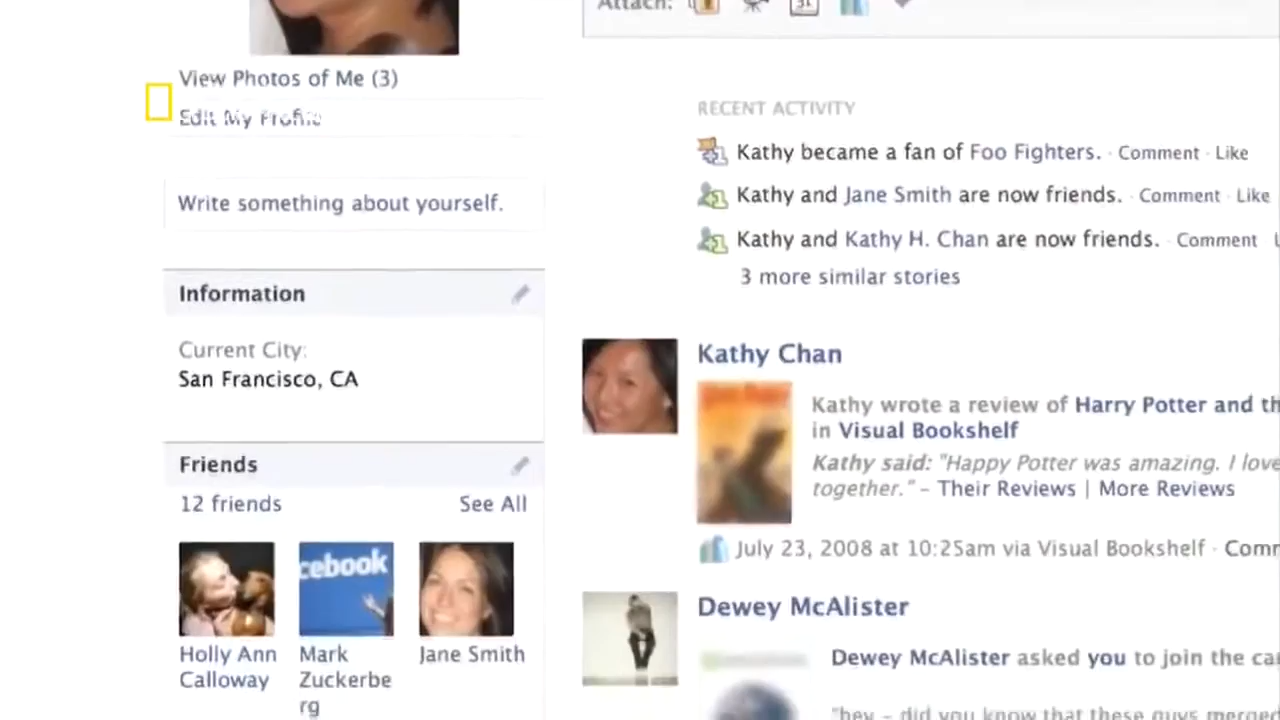 Attach:
31
View Photos of Me (3)
Edit My Profile
Write something about yourself.
Information
Current City:
San Francisco, CA
Friends
12 friends
See All
cebook
Holly Ann
Calloway
Mark
Zuckerbe
rg
Jane Smith
RECENT ACTIVITY
Kathy became a fan of Foo Fighters. · Comment · Like
Kathy and Jane Smith are now friends. · Comment · Like
Kathy and Kathy H. Chan are now friends. · Comment · L
3 more similar stories
Kathy Chan
Kathy wrote a review of Harry Potter and th
in Visual Bookshelf
Kathy said: "Happy Potter was amazing. I love
together." – Their Reviews | More Reviews
July 23, 2008 at 10:25am via Visual Bookshelf · Comm
Dewey McAlister
Dewey McAlister asked you to join the ca
"hey – did you know that these guys merged